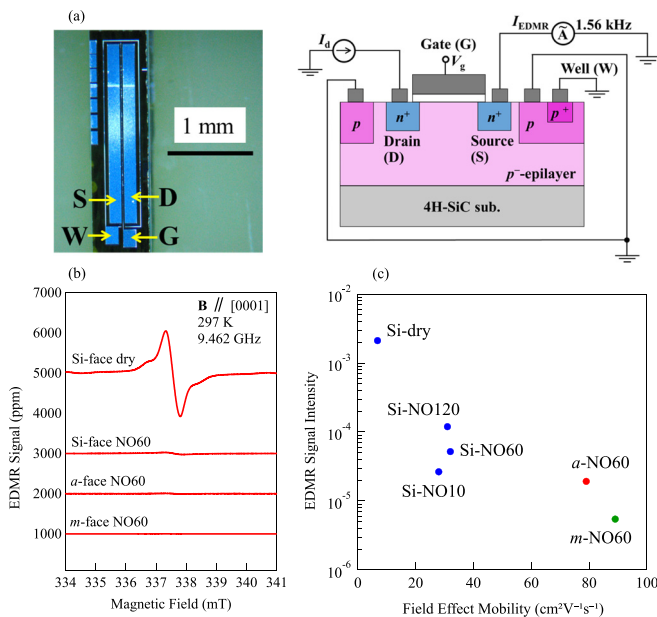 (a)
1 mm
S
D
W
G
I_EDMR
Ã
1.56 kHz
I_d
Gate (G)
V_g
Well (W)
p
n⁺
n⁺
p
p⁺
Drain
(D)
Source
(S)
p⁻-epilayer
4H-SiC sub.
(b)
7000
6000
5000
4000
3000
2000
1000
EDMR Signal (ppm)
B // [0001]
297 K
9.462 GHz
Si-face dry
Si-face NO60
a-face NO60
m-face NO60
334 335 336 337 338 339 340 341
Magnetic Field (mT)
(c)
10⁻²
10⁻³
10⁻⁴
10⁻⁵
10⁻⁶
EDMR Signal Intensity
Si-dry
Si-NO120
Si-NO60
Si-NO10
a-NO60
m-NO60
0 20 40 60 80 100
Field Effect Mobility (cm²V⁻¹s⁻¹)